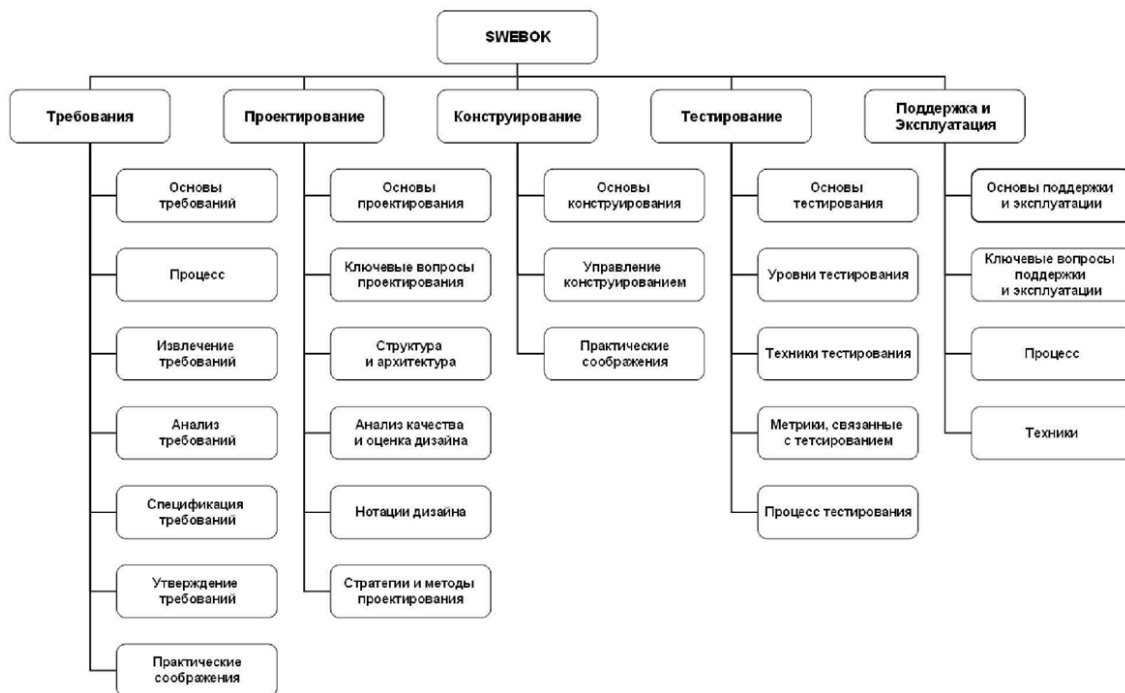 SWEBOK
Требования
Проектирование
Конструирование
Тестирование
Поддержка и
Эксплуатация
Основы
требований
Процесс
Извлечение
требований
Анализ
требований
Спецификация
требований
Утверждение
требований
Практические
соображения
Основы
проектирования
Ключевые вопросы
проектирования
Структура
и архитектура
Анализ качества
и оценка дизайна
Нотации дизайна
Стратегии и методы
проектирования
Основы
конструирования
Управление
конструированием
Практические
соображения
Основы
тестирования
Уровни тестирования
Техники тестирования
Метрики, связанные
с тетсированием
Процесс тестирования
Основы поддержки
и эксплуатации
Ключевые вопросы
поддержки
и эксплуатации
Процесс
Техники